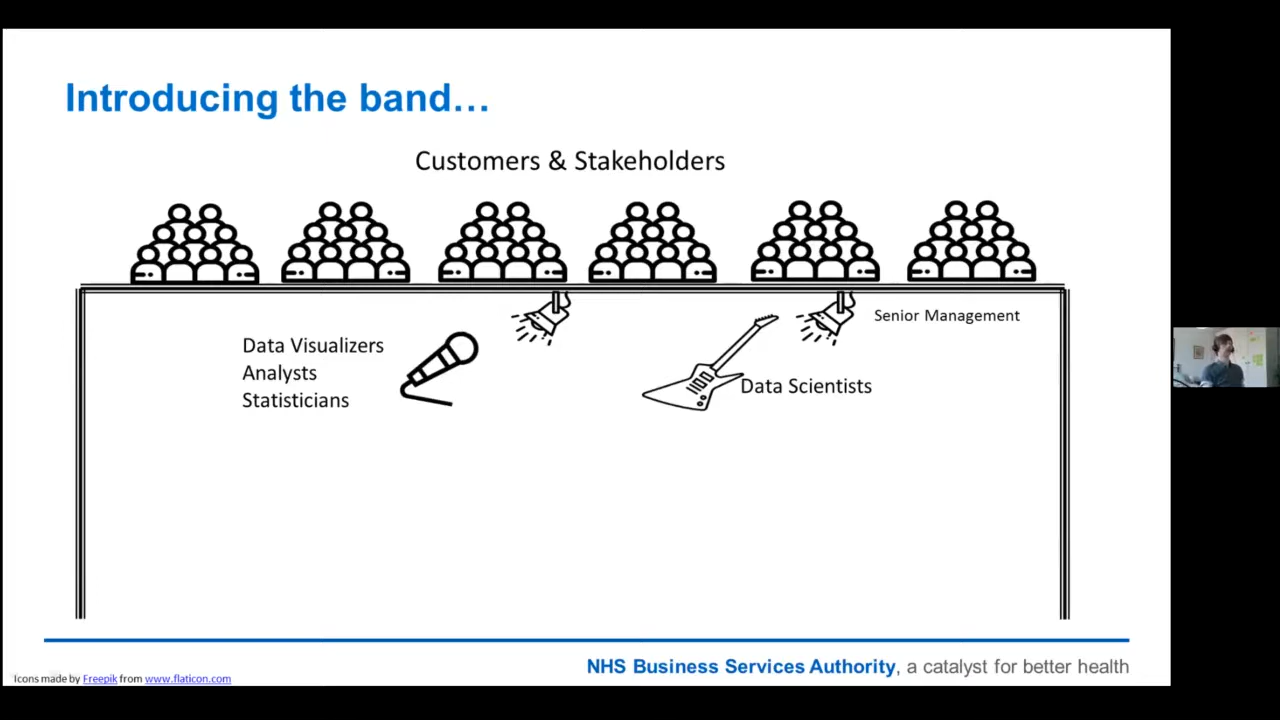 Introducing the band…
Customers & Stakeholders
Senior Management
Data Visualizers
Analysts
Statisticians
Data Scientists
NHS Business Services Authority, a catalyst for better health
Icons made by Freepik from www.flaticon.com